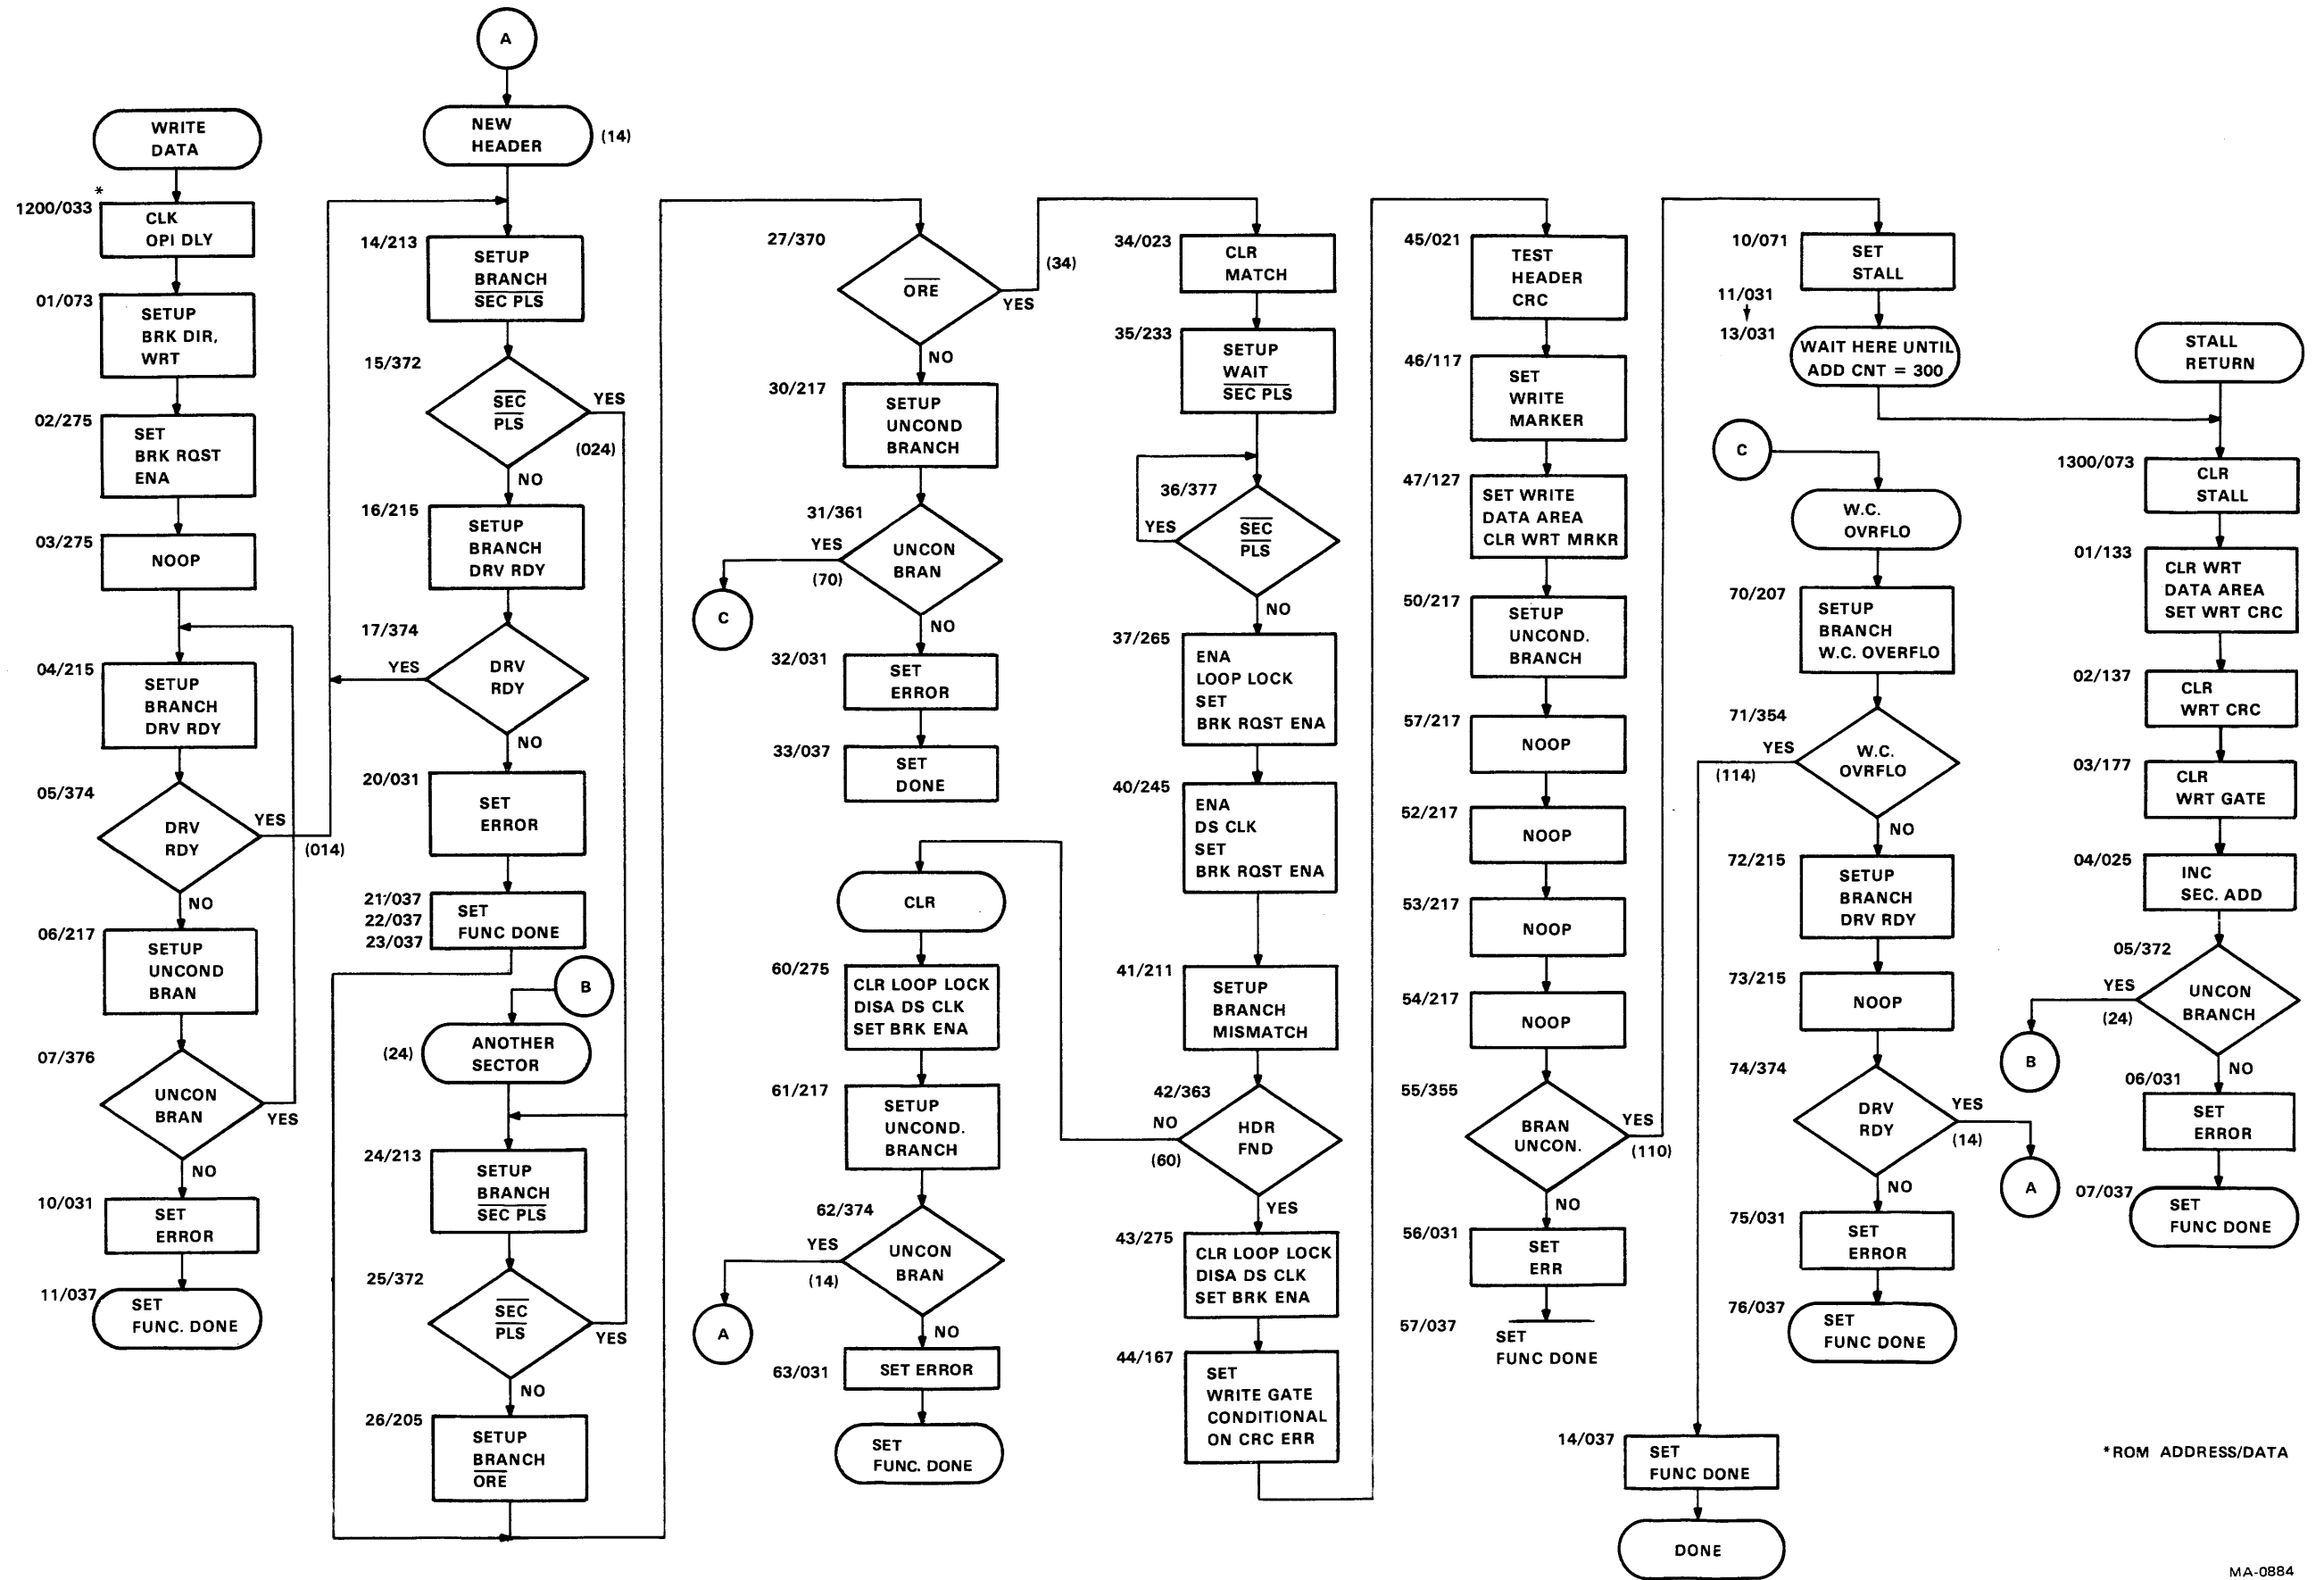 WRITE
DATA
*
1200/033
CLK
OPI DLY
01/073
SETUP
BRK DIR,
WRT
02/275
SET
BRK RQST
ENA
03/275
NOOP
04/215
SETUP
BRANCH
DRV RDY
05/374
DRV
RDY
YES
(014)
NO
06/217
SETUP
UNCOND
BRAN
07/376
UNCON
BRAN
YES
NO
10/031
SET
ERROR
11/037
SET
FUNC. DONE
A
NEW
HEADER
(14)
14/213
SETUP
BRANCH
SEC PLS
15/372
SEC
PLS
YES
(024)
NO
16/215
SETUP
BRANCH
DRV RDY
17/374
DRV
RDY
YES
NO
20/031
SET
ERROR
21/037
22/037
23/037
SET
FUNC DONE
B
(24)
ANOTHER
SECTOR
24/213
SETUP
BRANCH
SEC PLS
25/372
SEC
PLS
YES
NO
26/205
SETUP
BRANCH
ORE
27/370
ORE
YES
(34)
NO
30/217
SETUP
UNCOND
BRANCH
31/361
UNCON
BRAN
YES
(70)
C
NO
32/031
SET
ERROR
33/037
SET
DONE
CLR
60/275
CLR LOOP LOCK
DISA DS CLK
SET BRK ENA
61/217
SETUP
UNCOND.
BRANCH
62/374
UNCON
BRAN
YES
(14)
A
NO
63/031
SET ERROR
SET
FUNC. DONE
34/023
CLR
MATCH
35/233
SETUP
WAIT
SEC PLS
36/377
YES
SEC
PLS
NO
37/265
ENA
LOOP LOCK
SET
BRK RQST ENA
40/245
ENA
DS CLK
SET
BRK RQST ENA
41/211
SETUP
BRANCH
MISMATCH
42/363
NO
(60)
HDR
FND
YES
43/275
CLR LOOP LOCK
DISA DS CLK
SET BRK ENA
44/167
SET
WRITE GATE
CONDITIONAL
ON CRC ERR
45/021
TEST
HEADER
CRC
46/117
SET
WRITE
MARKER
47/127
SET WRITE
DATA AREA
CLR WRT MRKR
50/217
SETUP
UNCOND.
BRANCH
57/217
NOOP
52/217
NOOP
53/217
NOOP
54/217
NOOP
55/355
BRAN
UNCON.
YES
(110)
NO
56/031
SET
ERR
57/037
SET
FUNC DONE
10/071
SET
STALL
11/031
13/031
WAIT HERE UNTIL
ADD CNT = 300
C
W.C.
OVRFLO
70/207
SETUP
BRANCH
W.C. OVERFLO
71/354
YES
(114)
W.C.
OVRFLO
NO
72/215
SETUP
BRANCH
DRV RDY
73/215
NOOP
74/374
DRV
RDY
YES
(14)
A
NO
75/031
SET
ERROR
76/037
SET
FUNC DONE
14/037
SET
FUNC DONE
DONE
STALL
RETURN
1300/073
CLR
STALL
01/133
CLR WRT
DATA AREA
SET WRT CRC
02/137
CLR
WRT CRC
03/177
CLR
WRT GATE
04/025
INC
SEC. ADD
05/372
YES
(24)
UNCON
BRANCH
B
NO
06/031
SET
ERROR
07/037
SET
FUNC DONE
*ROM ADDRESS/DATA
MA-0884